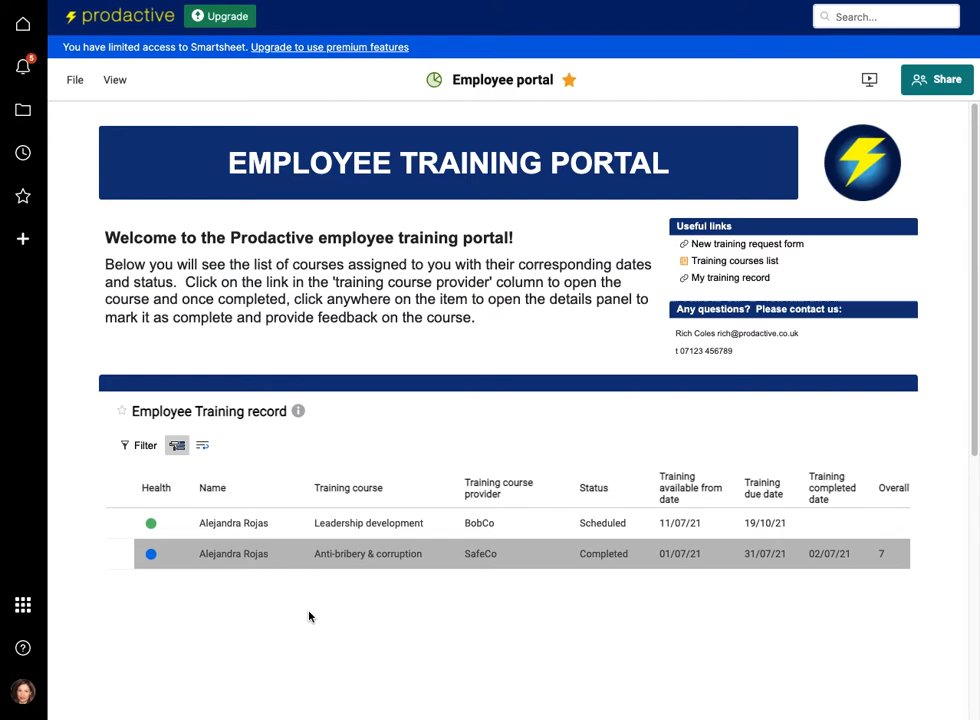 prodactive
Upgrade
Search...
You have limited access to Smartsheet. Upgrade to use premium features
5
File View
Employee portal
Share
EMPLOYEE TRAINING PORTAL
Welcome to the Prodactive employee training portal!
Below you will see the list of courses assigned to you with their corresponding dates
and status. Click on the link in the 'training course provider' column to open the
course and once completed, click anywhere on the item to open the details panel to
mark it as complete and provide feedback on the course.
Useful links
New training request form
Training courses list
My training record
Any questions? Please contact us:
Rich Coles rich@prodactive.co.uk
t 07123 456789
Employee Training record
Filter
Health Name Training course Training course provider Status Training available from date Training due date Training completed date Overall
Alejandra Rojas Leadership development BobCo Scheduled 11/07/21 19/10/21
Alejandra Rojas Anti-bribery & corruption SafeCo Completed 01/07/21 31/07/21 02/07/21 7